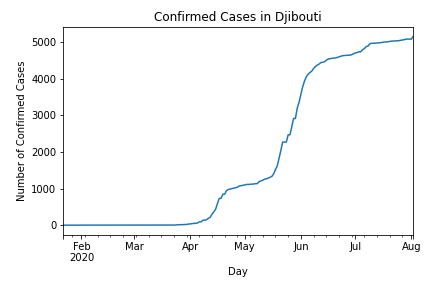 Confirmed Cases in Djibouti
Number of Confirmed Cases
5000
4000
3000
2000
1000
0
Feb Mar Apr May Jun Jul Aug
2020
Day